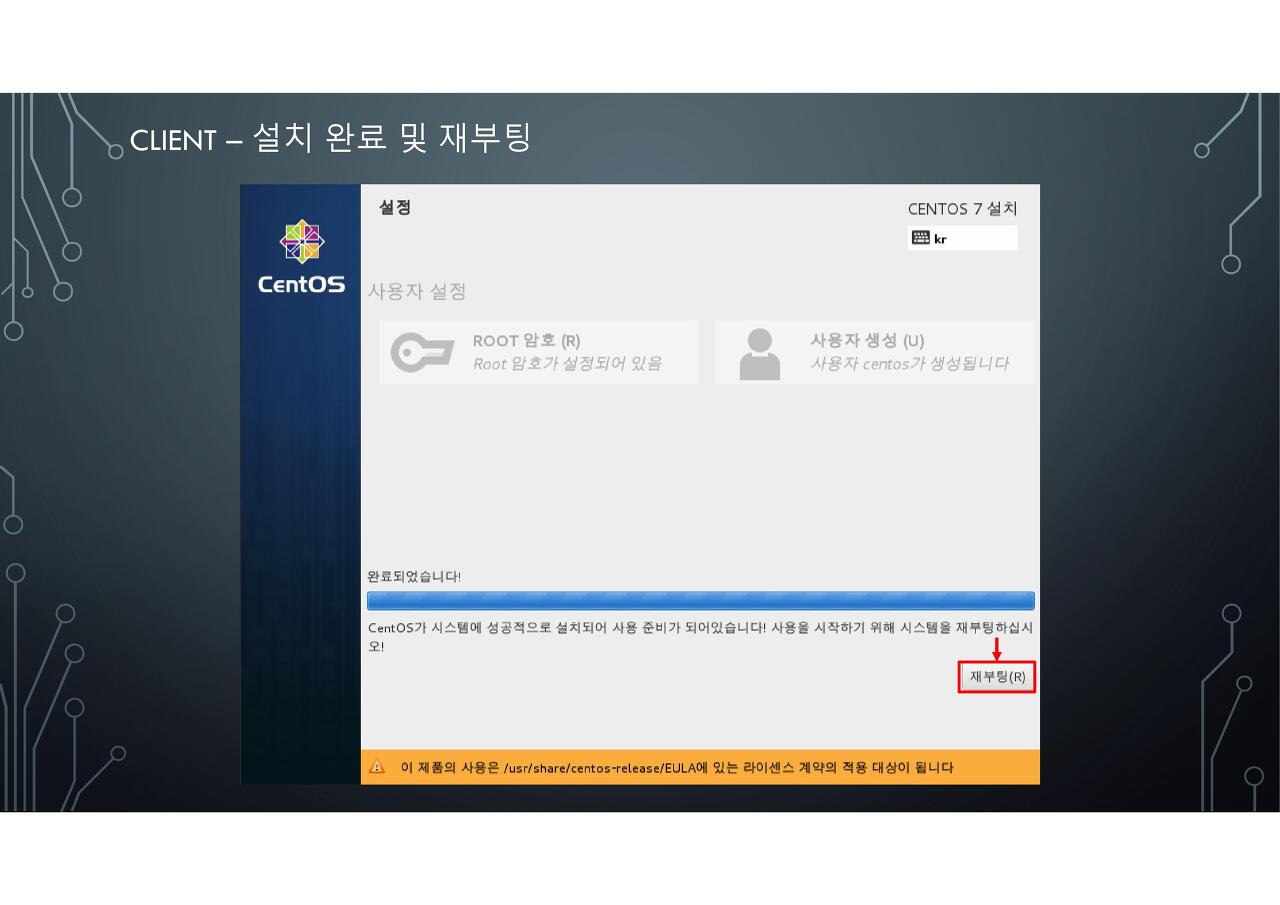 CLIENT – 설치 완료 및 재부팅
CentOS
설정
CENTOS 7 설치
kr
사용자 설정
ROOT 암호 (R)
Root 암호가 설정되어 있음
사용자 생성 (U)
사용자 centos가 생성됩니다
완료되었습니다!
CentOS가 시스템에 성공적으로 설치되어 사용 준비가 되어있습니다! 사용을 시작하기 위해 시스템을 재부팅하십시
오!
재부팅(R)
이 제품의 사용은 /usr/share/centos-release/EULA에 있는 라이센스 계약의 적용 대상이 됩니다